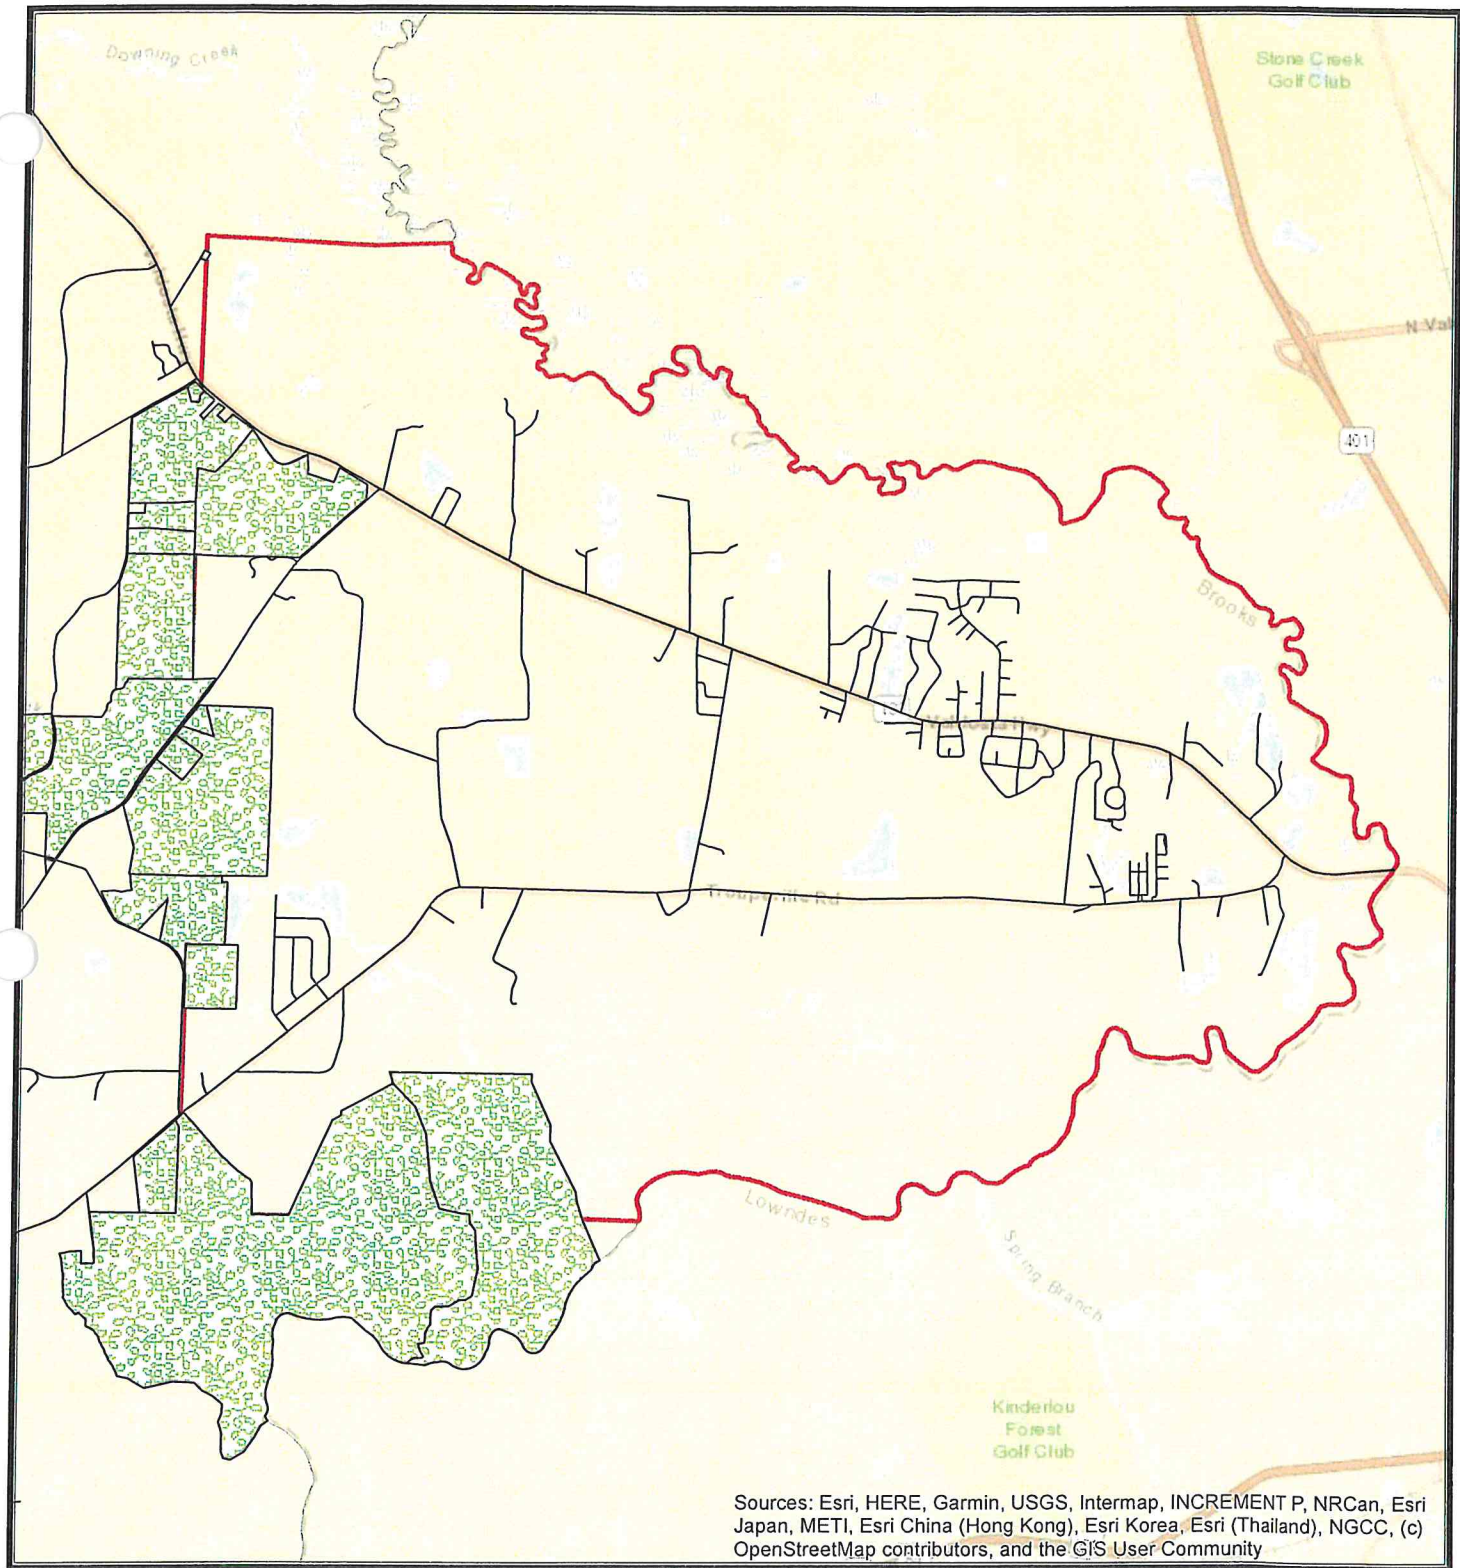 Downing Creek
Stone Creek
Golf Club
N Val
401
Brooks
Valdosta Hwy
Troupville Rd
Lowndes
Spring Branch
Kinderlou
Forest
Golf Club
Sources: Esri, HERE, Garmin, USGS, Intermap, INCREMENT P, NRCan, Esri
Japan, METI, Esri China (Hong Kong), Esri Korea, Esri (Thailand), NGCC, (c)
OpenStreetMap contributors, and the GIS User Community